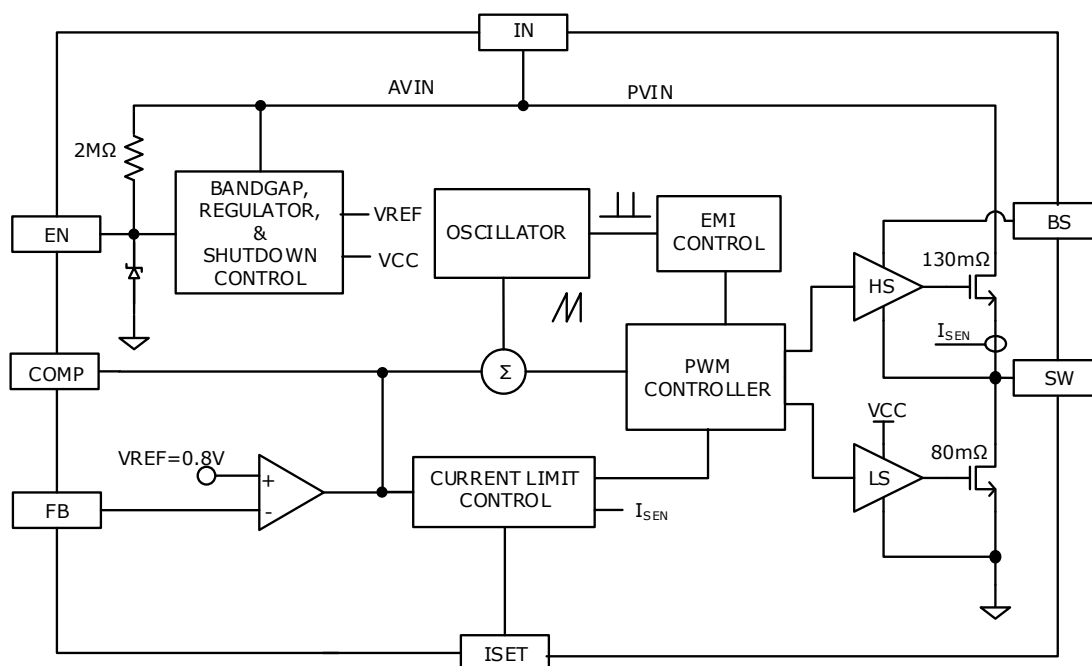 IN
AVIN
PVIN
2MΩ
BANDGAP,
REGULATOR,
&
SHUTDOWN
CONTROL
VREF
VCC
EN
OSCILLATOR
EMI
CONTROL
BS
HS
130mΩ
ISEN
COMP
Σ
PWM
CONTROLLER
SW
VCC
VREF=0.8V
+
-
CURRENT LIMIT
CONTROL
ISEN
LS
80mΩ
FB
ISET